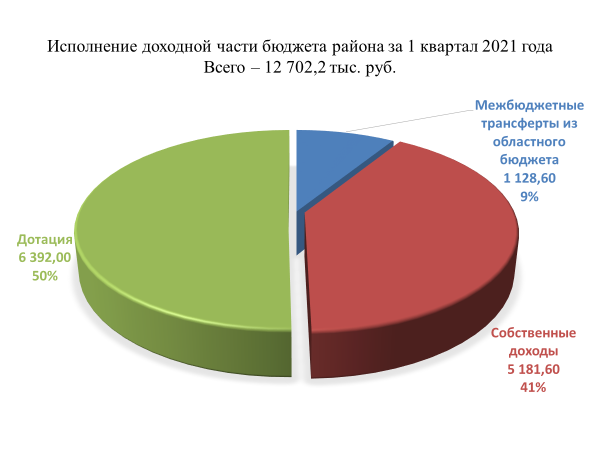 Исполнение доходной части бюджета района за 1 квартал 2021 года
Всего – 12 702,2 тыс. руб.
Межбюджетные
трансферты из
областного
бюджета
1 128,60
9%
Дотация
6 392,00
50%
Собственные
доходы
5 181,60
41%